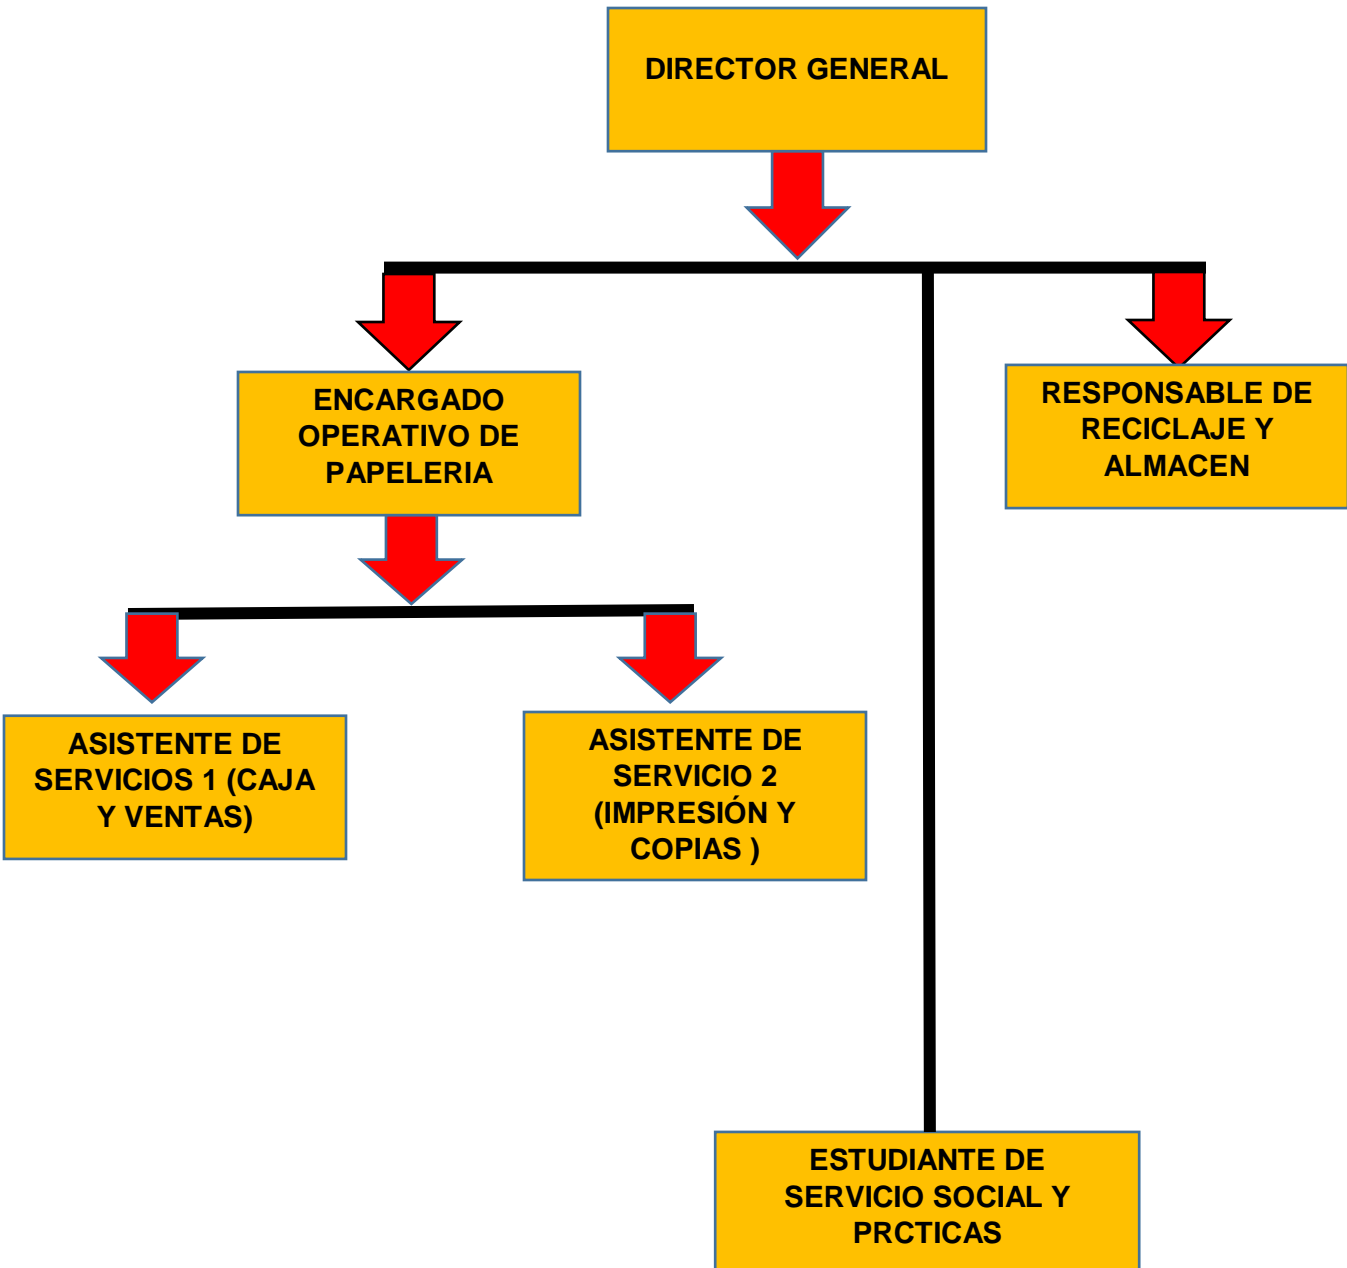 DIRECTOR GENERAL
ENCARGADO
OPERATIVO DE
PAPELERIA
RESPONSABLE DE
RECICLAJE Y
ALMACEN
ASISTENTE DE
SERVICIOS 1 (CAJA
Y VENTAS)
ASISTENTE DE
SERVICIO 2
(IMPRESIÓN Y
COPIAS )
ESTUDIANTE DE
SERVICIO SOCIAL Y
PRCTICAS